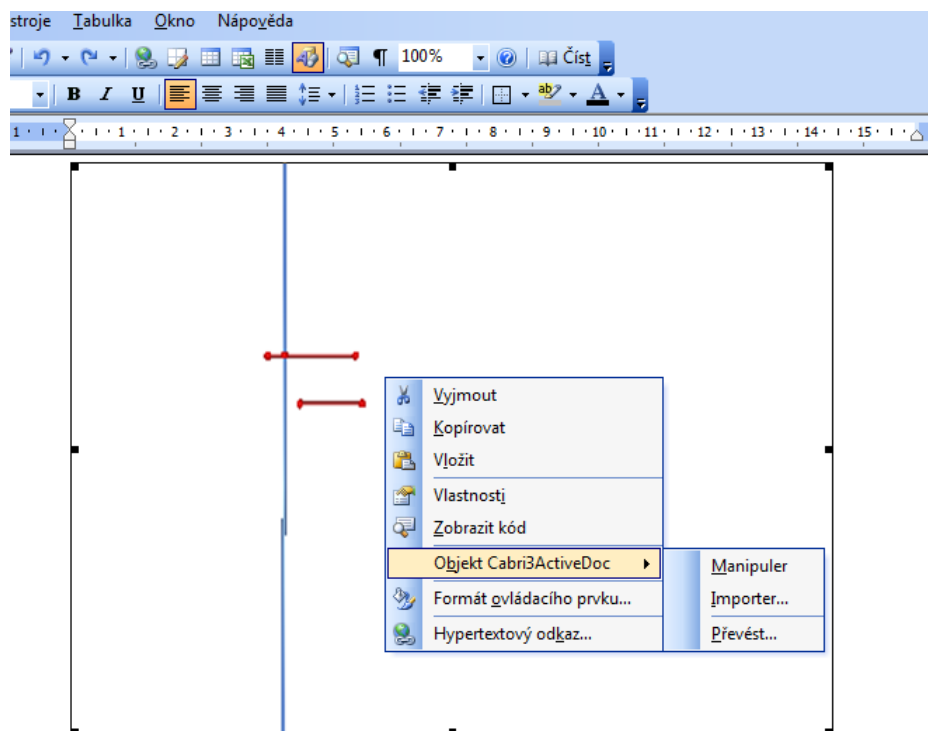 stroje Tabulka Okno Nápověda
100% Číst
B I U A
1 1 2 3 4 5 6 7 8 9 10 11 12 13 14 15
Vyjmout
Kopírovat
Vložit
Vlastnosti
Zobrazit kód
Objekt Cabri3ActiveDoc
Manipuler
Formát ovládacího prvku...
Importer...
Hypertextový odkaz...
Převést...